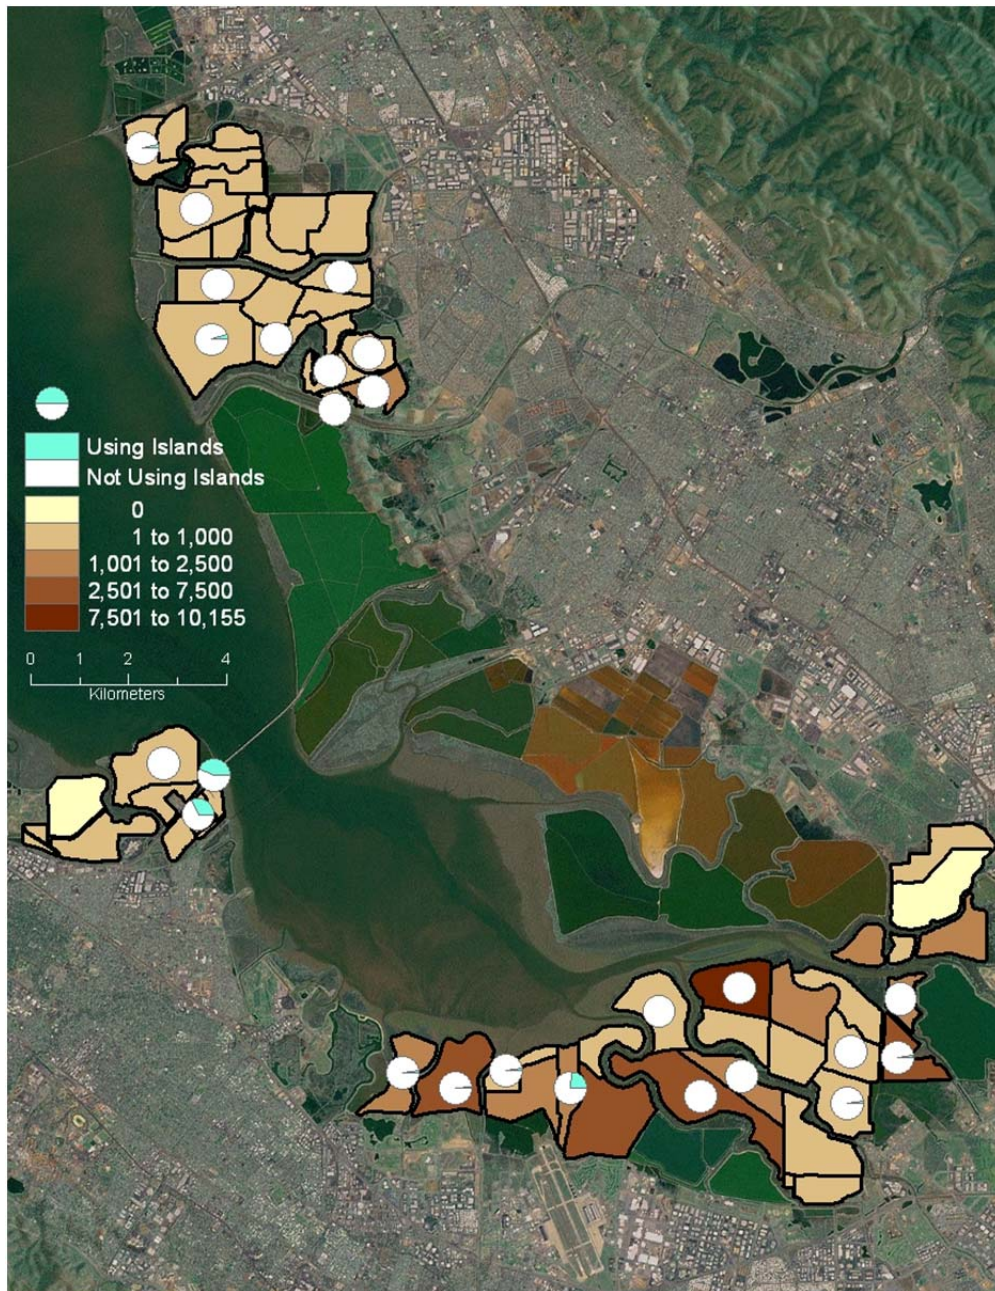 Using Islands
Not Using Islands
0
1 to 1,000
1,001 to 2,500
2,501 to 7,500
7,501 to 10,155
0 1 2 4
Kilometers